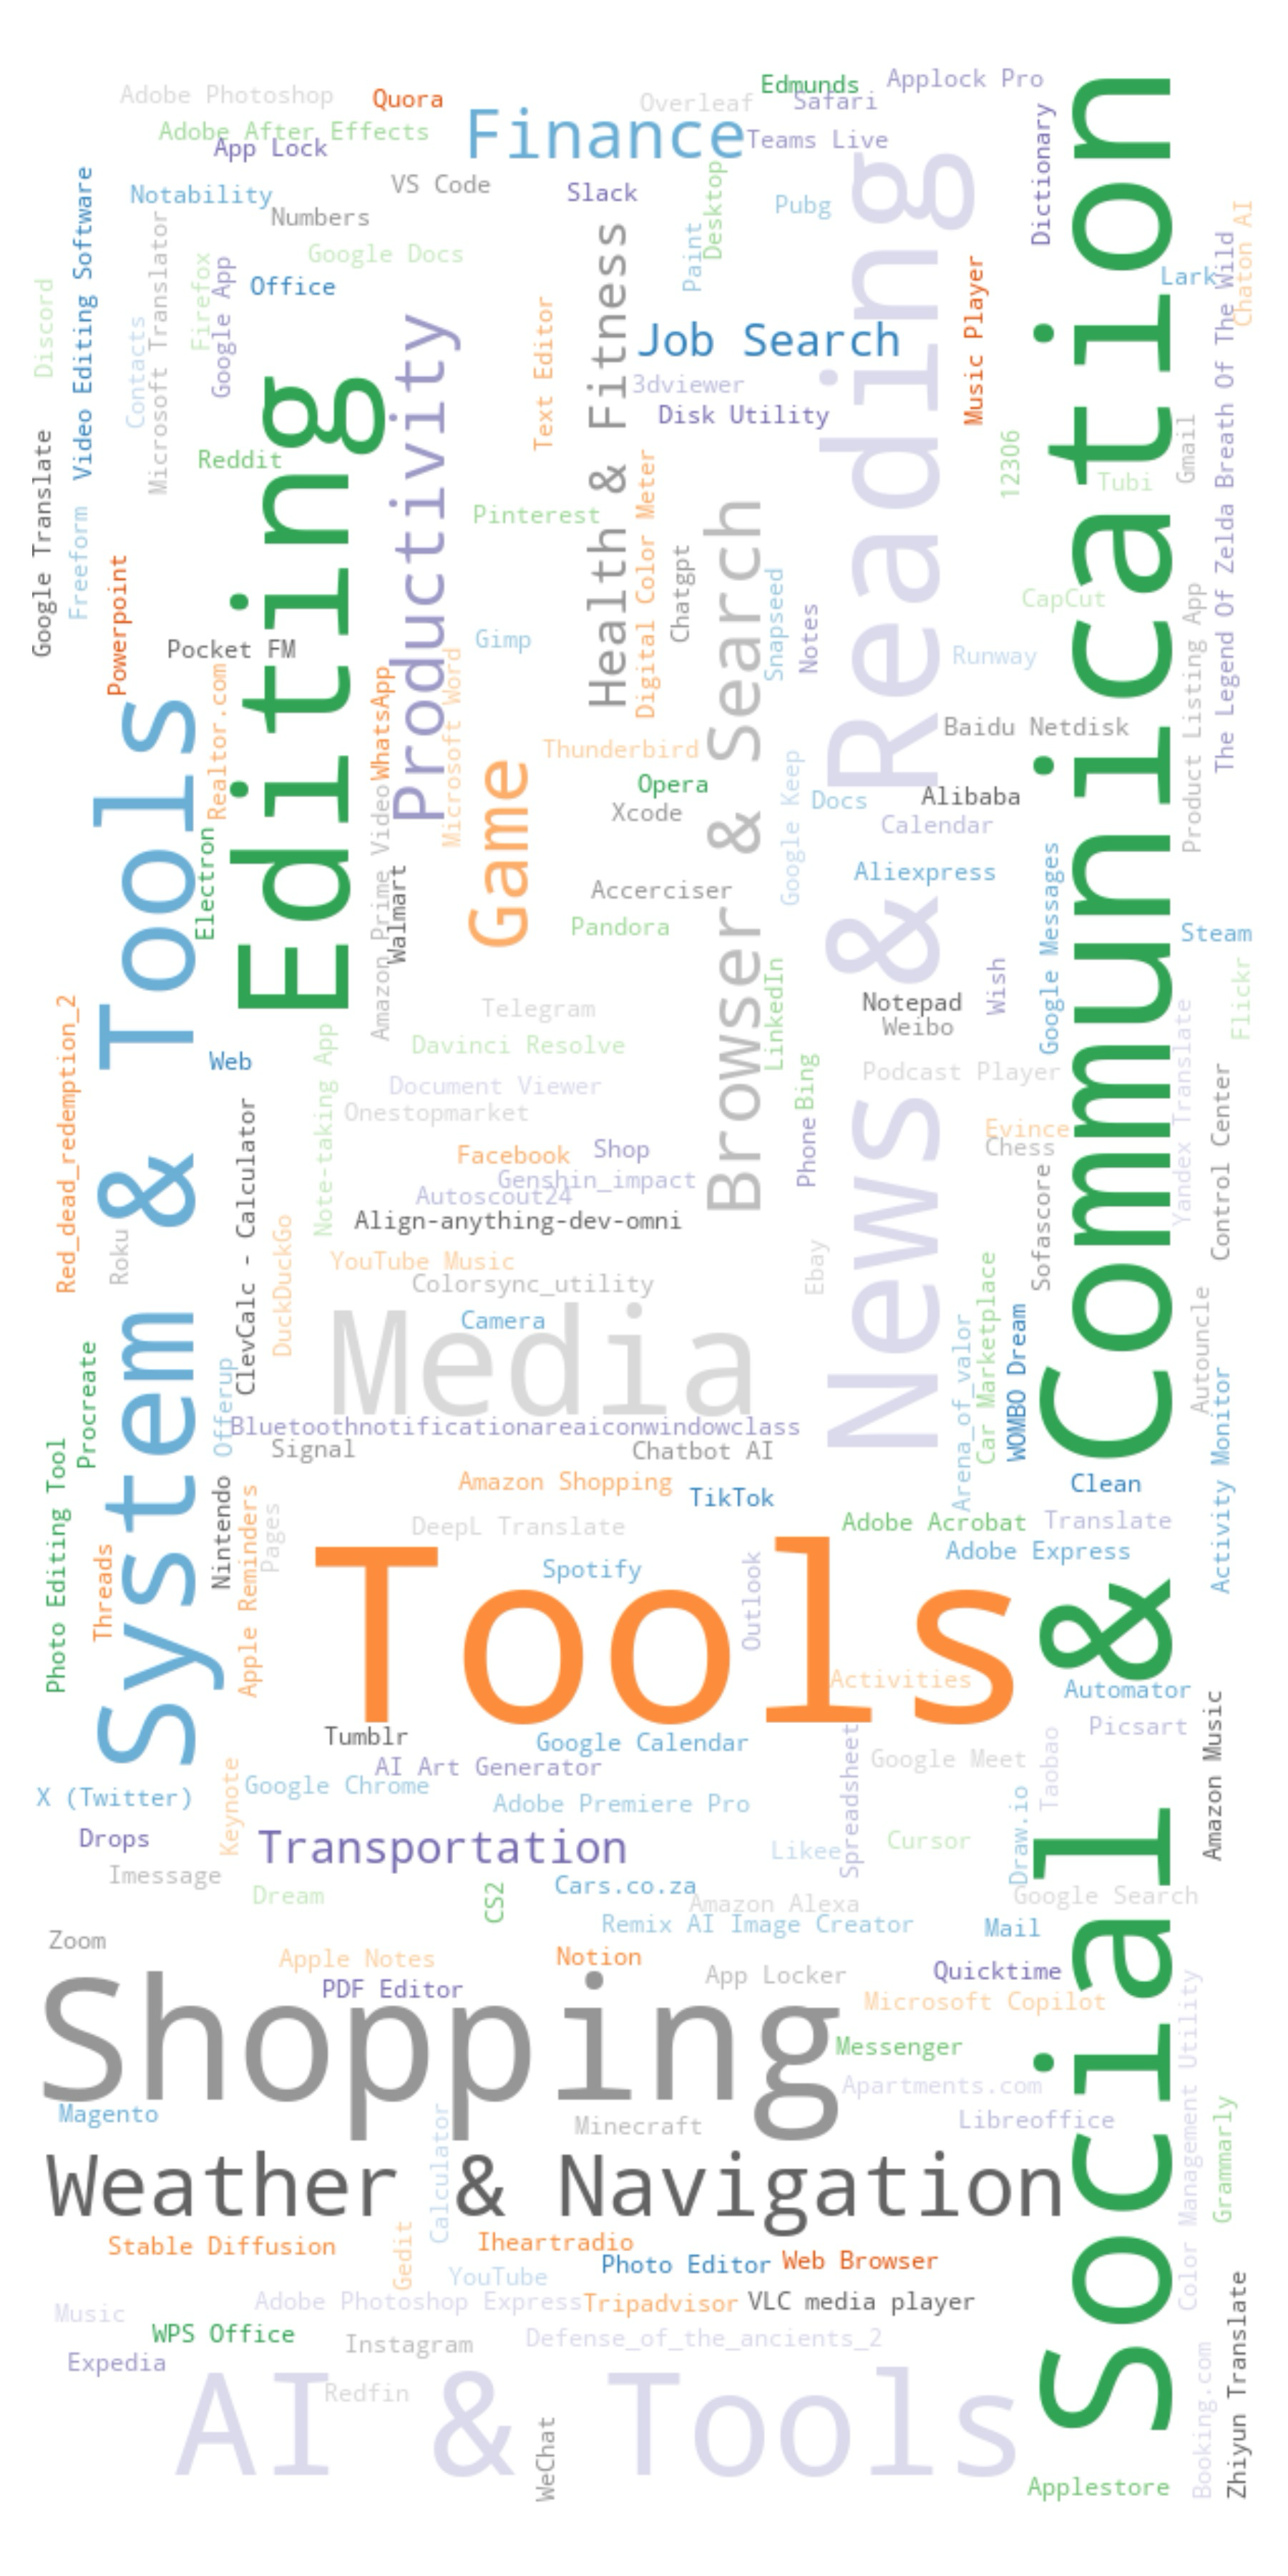 Adobe Photoshop
Quora
Overleaf
Edmunds
Applock Pro
Safari
Adobe After Effects
App Lock
Finance
Teams Live
Dictionary
VS Code
Slack
Desktop
Pubg
Notability
Numbers
Google Docs
Office
Paint
Reading
News & Reading
Lark
Chaton AI
Discord
Video Editing Software
Contacts
Microsoft Translator
Firefox
Google App
Text Editor
Health & Fitness
Job Search
3dviewer
Disk Utility
Music Player
12306
Tubi
Gmail
The Legend Of Zelda Breath Of The Wild
Google Translate
Freeform
Powerpoint
Reddit
Editing
Productivity
Pinterest
Digital Color Meter
Chatgpt
Browser & Search
Snapseed
Notes
CapCut
Runway
Product Listing App
Social & Communication
Pocket FM
Realtor.com
WhatsApp
Microsoft Word
Gimp
Thunderbird
Opera
Xcode
Google Keep
Docs
Baidu Netdisk
Alibaba
Calendar
Aliexpress
System & Tools
Electron
Amazon Prime Video
Walmart
Game
Accerciser
Pandora
LinkedIn
Notepad
Weibo
Wish
Google Messages
Steam
Flickr
Red_dead_redemption_2
Web
Note-taking App
Telegram
Davinci Resolve
Document Viewer
Onestopmarket
Podcast Player
Bing
Phone
Evince
Chess
Yandex Translate
Control Center
Roku
ClevCalc - Calculator
DuckDuckGo
Facebook
Shop
Genshin_impact
Autoscout24
Align-anything-dev-omni
YouTube Music
Colorsync_utility
Ebay
Sofascore
Car Marketplace
Arena_of_valor
WOMBO Dream
Autouncle
Activity Monitor
Procreate
Offerup
Camera
Media
Bluetoothnotificationareaiconwindowclass
Signal
Chatbot AI
Amazon Shopping
TikTok
Clean
Photo Editing Tool
Threads
Nintendo
Apple Reminders
Pages
DeepL Translate
Adobe Acrobat
Translate
Adobe Express
Spotify
Outlook
Tools
Activities
Automator
Picsart
Amazon Music
Tumblr
Google Calendar
AI Art Generator
Google Chrome
Keynote
X (Twitter)
Adobe Premiere Pro
Spreadsheet
Google Meet
Taobao
Draw.io
Drops
Transportation
Likee
Cursor
Imessage
Dream
CS2
Cars.co.za
Amazon Alexa
Google Search
Remix AI Image Creator
Mail
Zoom
Apple Notes
Notion
App Locker
Quicktime
PDF Editor
Microsoft Copilot
Shopping
Messenger
Apartments.com
Magento
Minecraft
Libreoffice
Color Management Utility
Grammarly
Weather & Navigation
Calculator
Stable Diffusion
Gedit
Iheartradio
Photo Editor
Web Browser
YouTube
Adobe Photoshop Express
Tripadvisor
VLC media player
Music
WPS Office
Instagram
Defense_of_the_ancients_2
Expedia
Redfin
AI & Tools
WeChat
Applestore
Booking.com
Zhiyun Translate